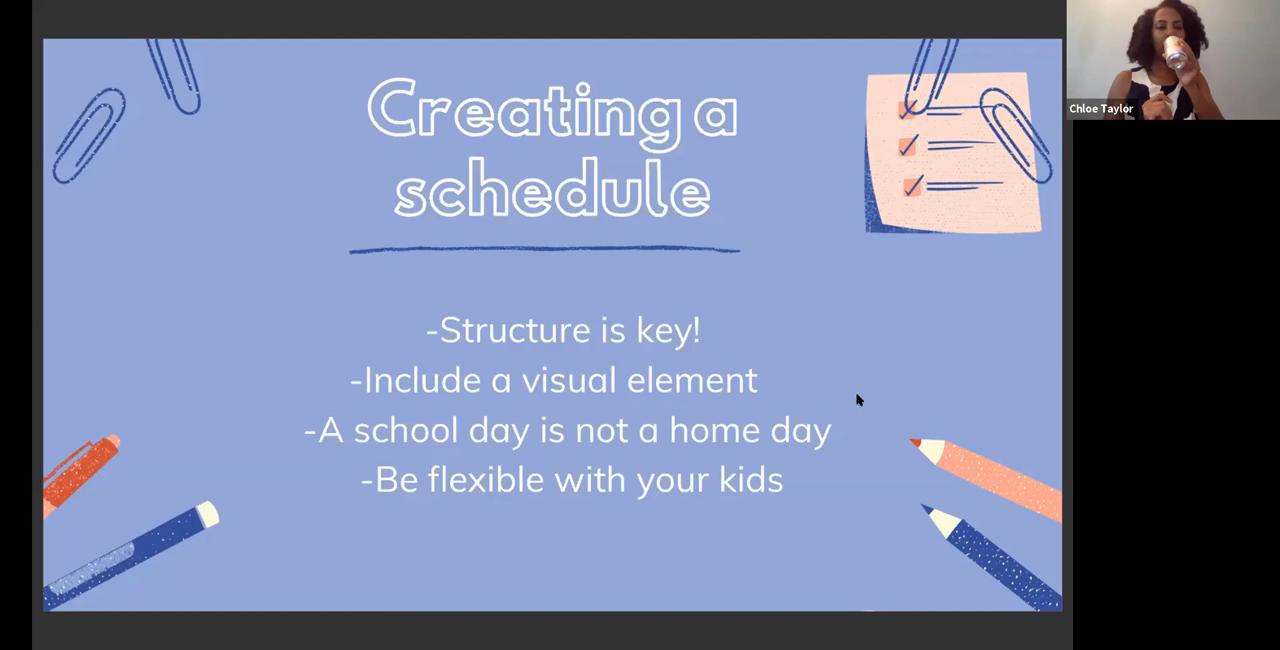 Creating a
schedule
-Structure is key!
-Include a visual element
-A school day is not a home day
-Be flexible with your kids
Chloe Taylor